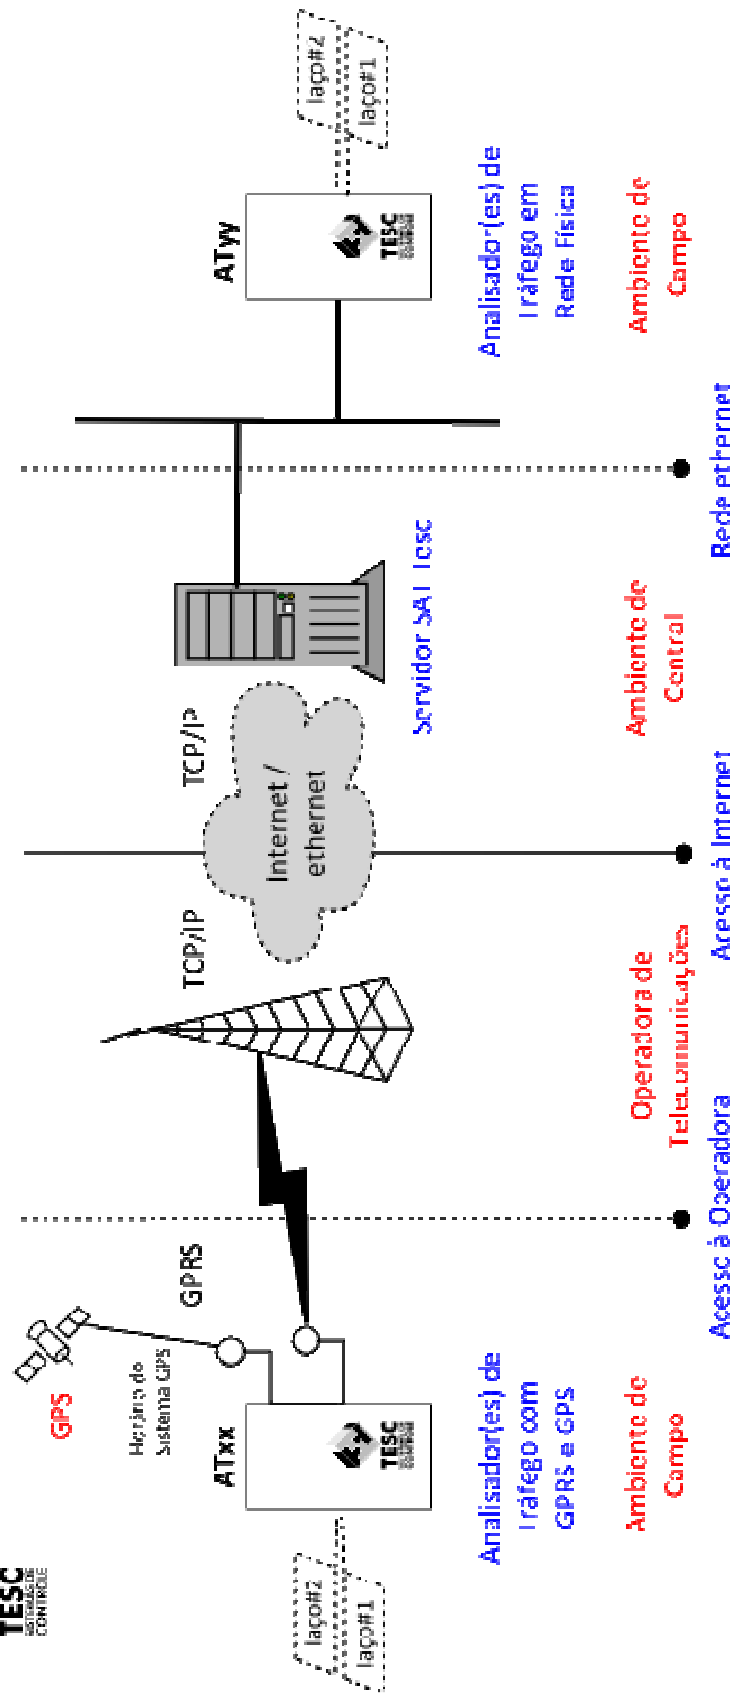 TESC
SISTEMAS DE
CONTROLE
GPS
Horário do
Sistema GPS
GPRS
TCP/IP
TCP/IP
ATxx
TESC
laço#2
laço#1
Internet /
ethernet
ATyy
TESC
laço#2
laço#1
Analisador(es) de
Tráfego com
GPRS e GPS
Servidor SAT Tesc
Analisador(es) de
Tráfego em
Rede Física
Ambiente de
Campo
Operadora de
Telecomunicações
Ambiente de
Central
Ambiente de
Campo
Acesso à Operadora
Acesso à Internet
Rede ethernet